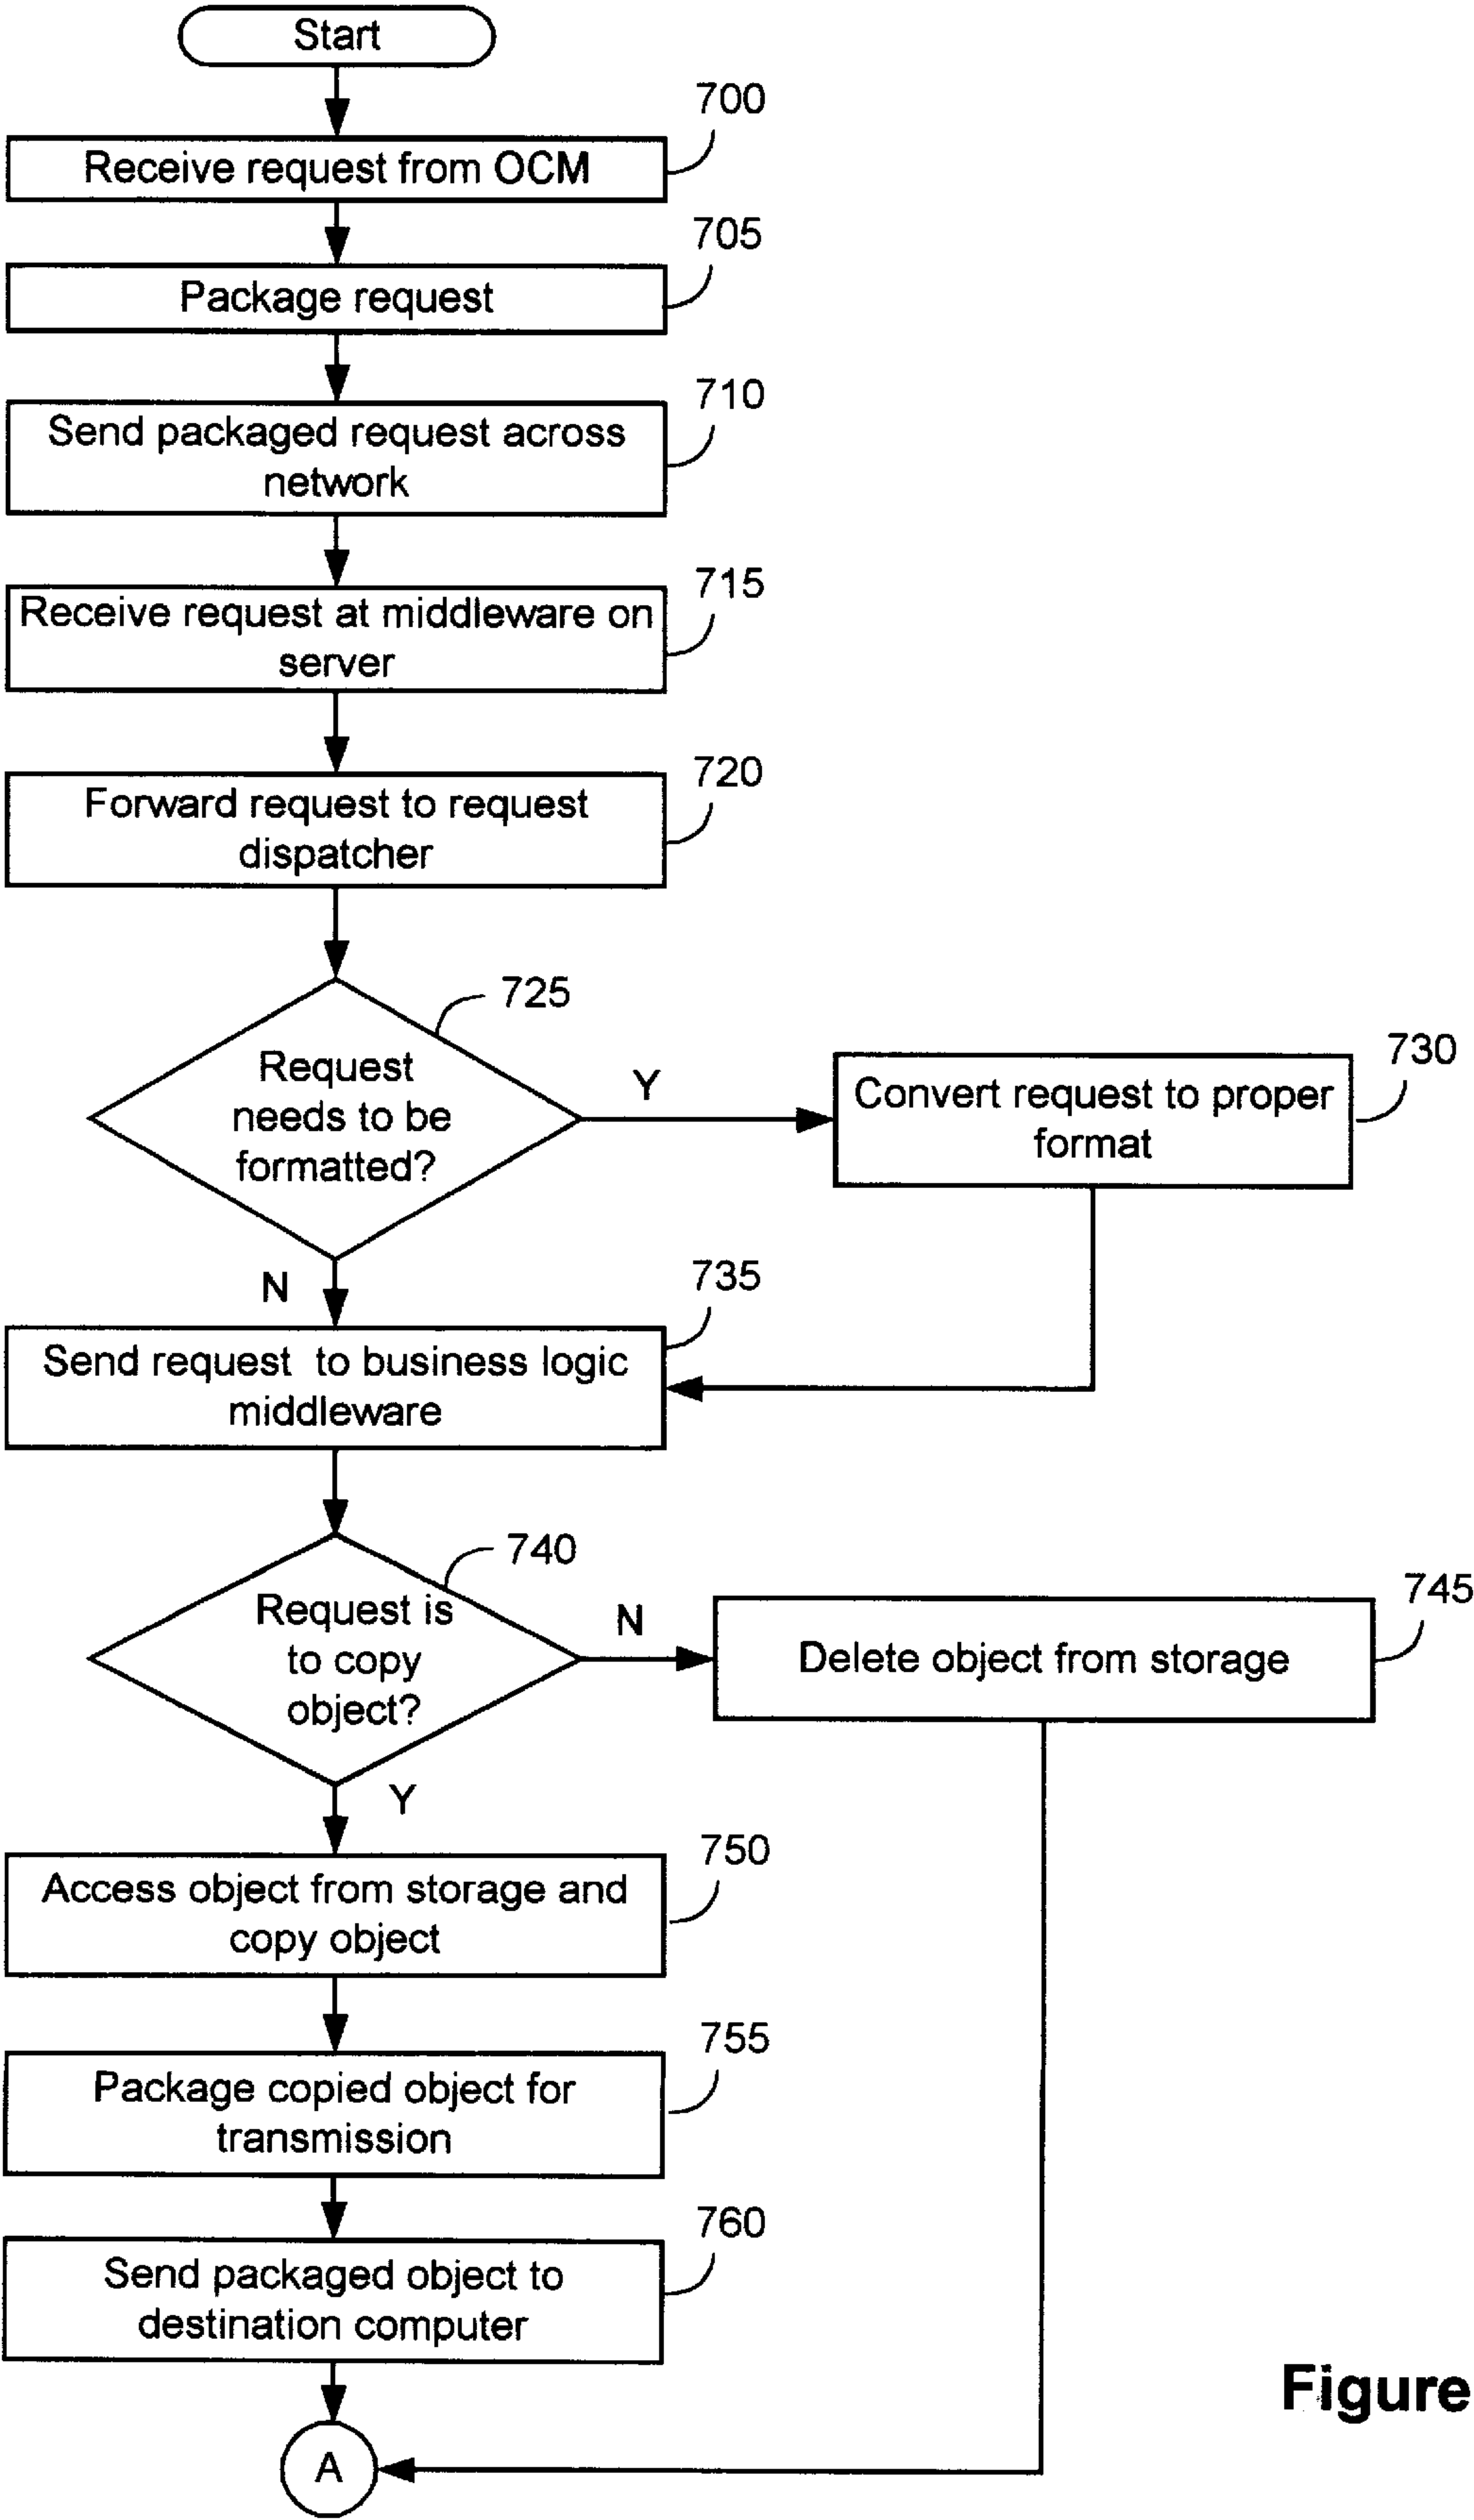 Start
700
Receive request from OCM
705
Package request
710
Send packaged request across
network
715
Receive request at middleware on
server
720
Forward request to request
dispatcher
725
Request
needs to be
formatted?
Y
730
Convert request to proper
format
N
735
Send request to business logic
middleware
740
Request is
to copy
object?
N
745
Delete object from storage
Y
750
Access object from storage and
copy object
755
Package copied object for
transmission
760
Send packaged object to
destination computer
Figure
A